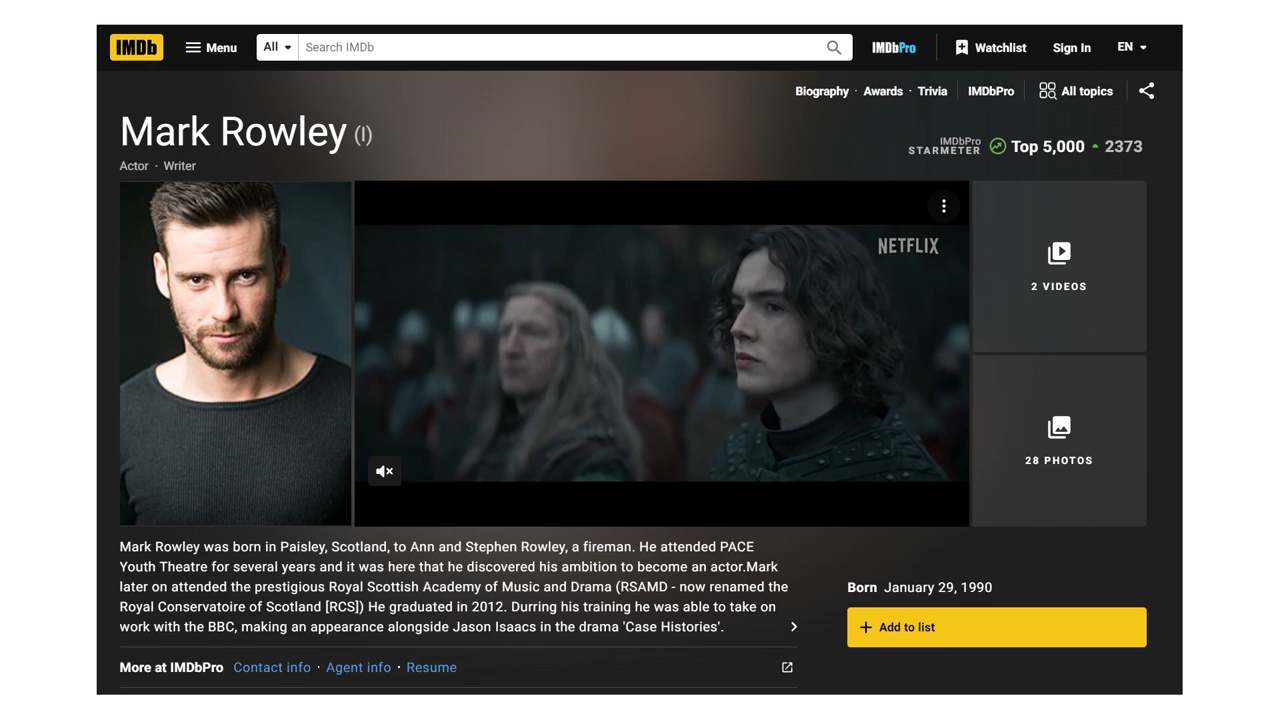 IMDb Menu All Search IMDb IMDbPro Watchlist Sign In EN
Biography · Awards · Trivia IMDbPro All topics
Mark Rowley (I)
Actor · Writer
IMDbPro
STARMETER Top 5,000 2373
NETFLIX
2 VIDEOS
28 PHOTOS
Mark Rowley was born in Paisley, Scotland, to Ann and Stephen Rowley, a fireman. He attended PACE
Youth Theatre for several years and it was here that he discovered his ambition to become an actor.Mark
later on attended the prestigious Royal Scottish Academy of Music and Drama (RSAMD - now renamed the
Royal Conservatoire of Scotland [RCS]) He graduated in 2012. Durring his training he was able to take on
work with the BBC, making an appearance alongside Jason Isaacs in the drama 'Case Histories'.
Born January 29, 1990
+ Add to list
More at IMDbPro Contact info · Agent info · Resume